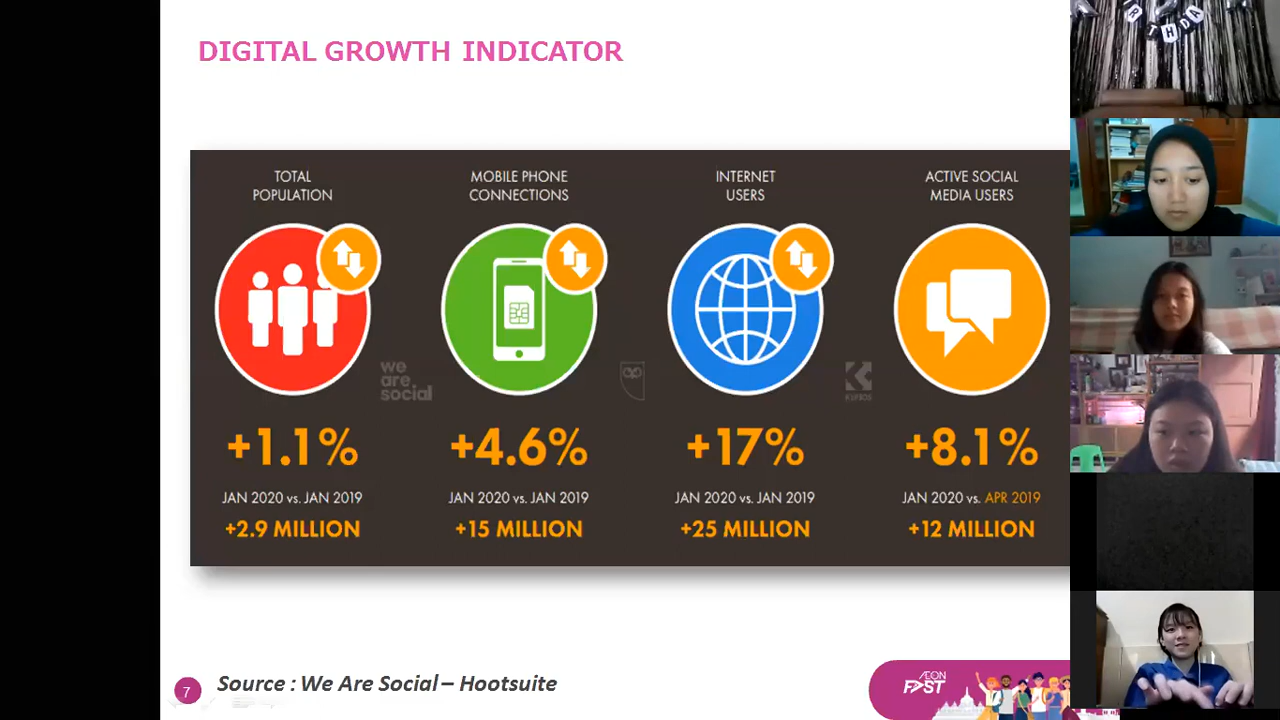 DIGITAL GROWTH INDICATOR
TOTAL
POPULATION
MOBILE PHONE
CONNECTIONS
INTERNET
USERS
ACTIVE SOCIAL
MEDIA USERS
we
are
social
KEPIOS
+1.1%
+4.6%
+17%
+8.1%
JAN 2020 vs. JAN 2019
JAN 2020 vs. JAN 2019
JAN 2020 vs. JAN 2019
JAN 2020 vs. APR 2019
+2.9 MILLION
+15 MILLION
+25 MILLION
+12 MILLION
7
Source : We Are Social – Hootsuite
ÆON
FAST
R
THDA